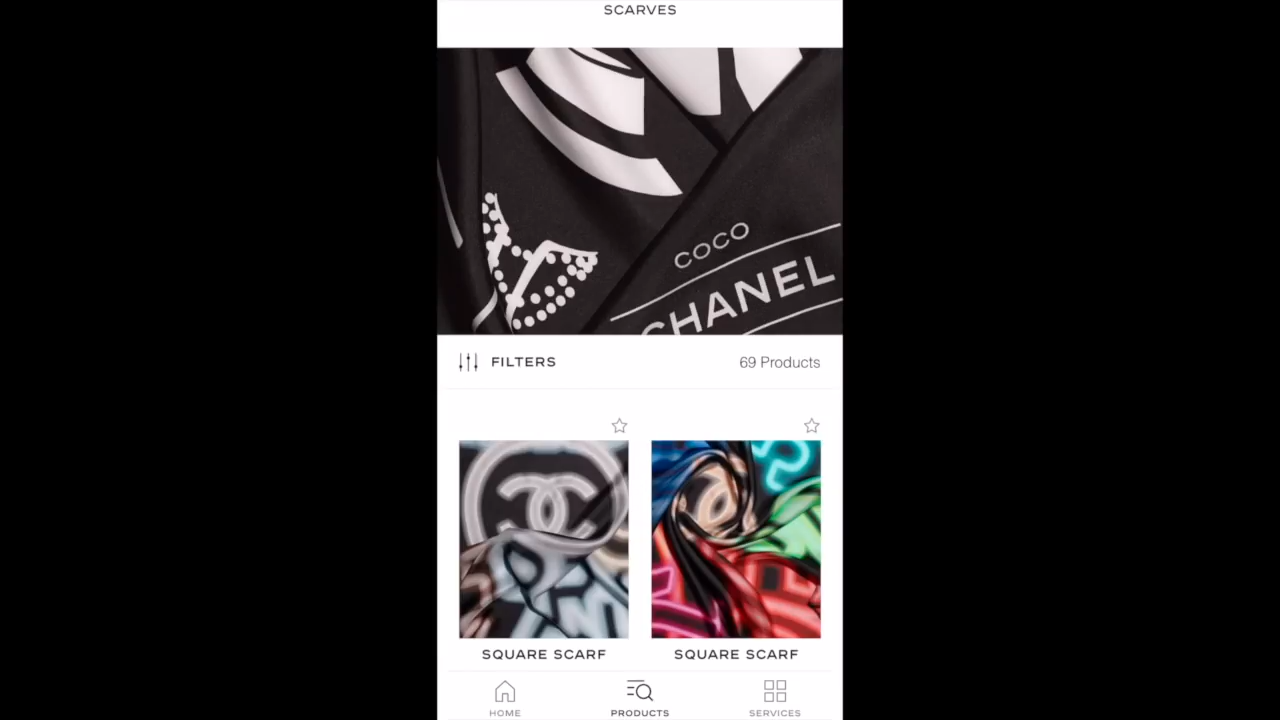 SCARVES
COCO
CHANEL
FILTERS
69 Products
SQUARE SCARF
SQUARE SCARF
HOME
PRODUCTS
SERVICES